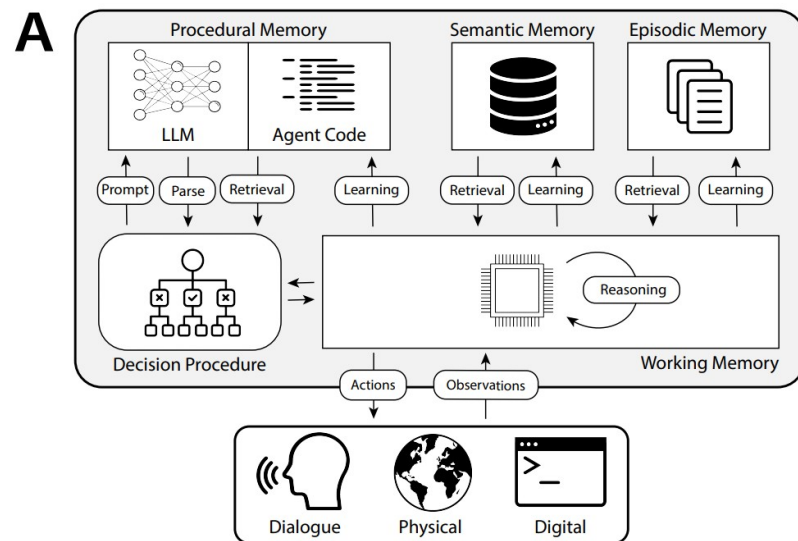 A
Procedural Memory
Semantic Memory
Episodic Memory
LLM
Agent Code
Prompt
Parse
Retrieval
Learning
Retrieval
Learning
Retrieval
Learning
Reasoning
Decision Procedure
Working Memory
Actions
Observations
>_
Dialogue
Physical
Digital